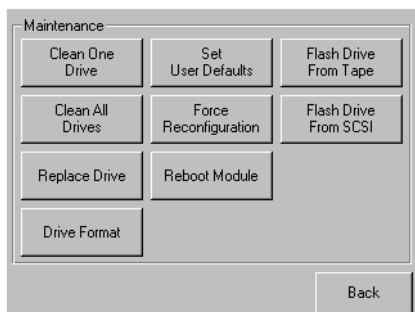 Maintenance
Clean One
Drive
Set
User Defaults
Flash Drive
From Tape
Clean All
Drives
Force
Reconfiguration
Flash Drive
From SCSI
Replace Drive
Reboot Module
Drive Format
Back